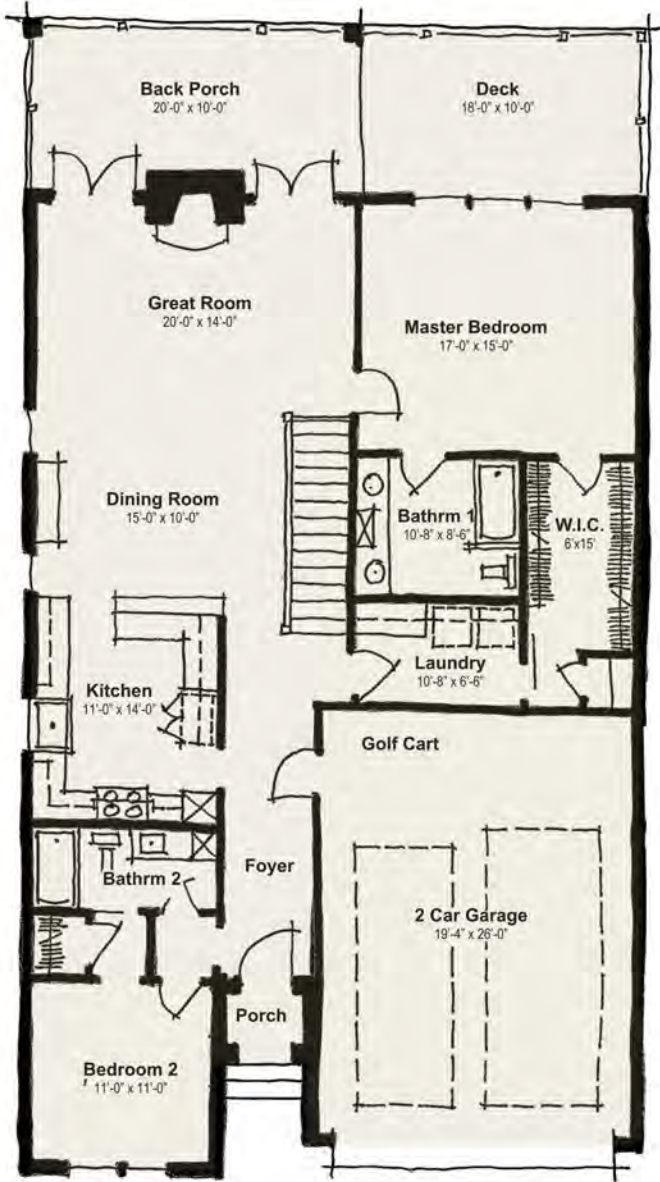 Back Porch
20'-0" x 10'-0"
Deck
18'-0" x 10'-0"
Great Room
20'-0" x 14'-0"
Master Bedroom
17'-0" x 15'-0"
Dining Room
15'-0" x 10'-0"
Bathrm 1
10'-8" x 8'-6"
W.I.C.
6'x15'
Kitchen
11'-0" x 14'-0"
Laundry
10'-8" x 6'-6"
Golf Cart
Bathrm 2
Foyer
2 Car Garage
19'-4" x 26'-0"
Porch
Bedroom 2
11'-0" x 11'-0"